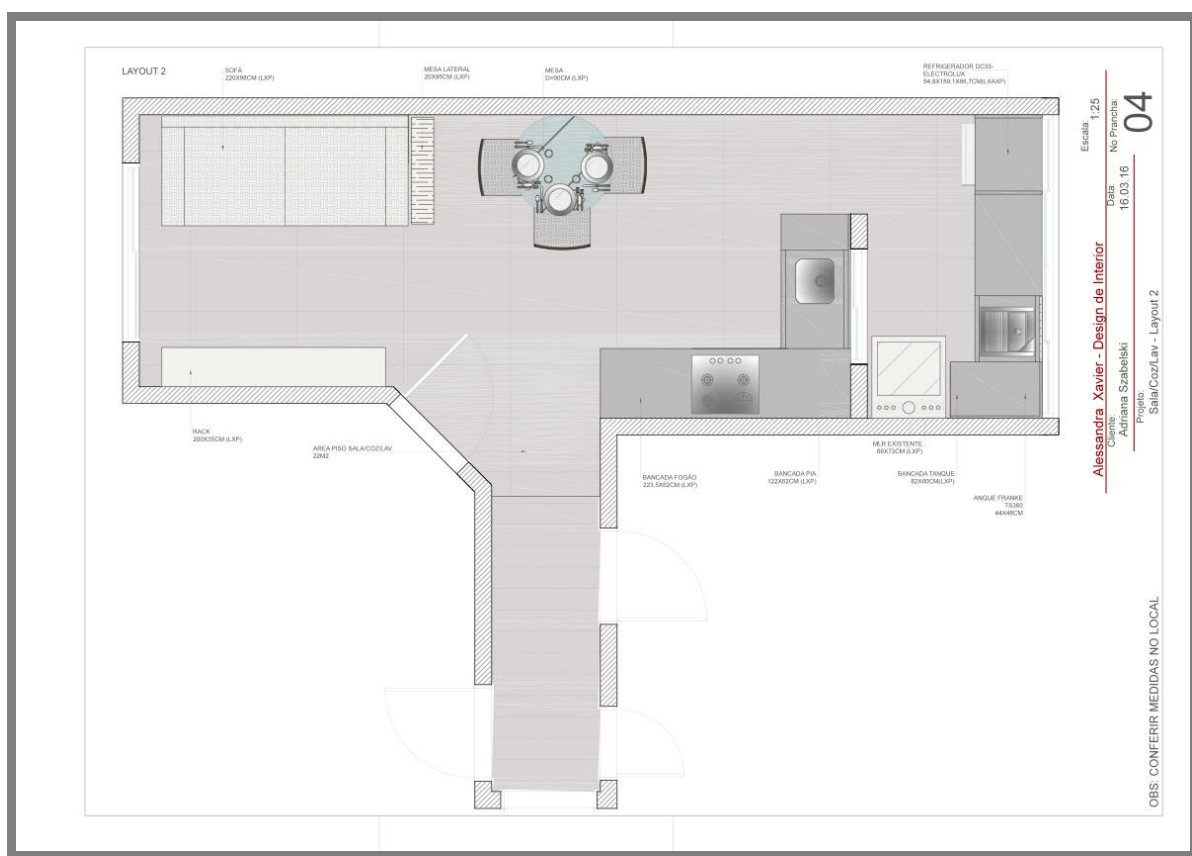 LAYOUT 2
SOFÁ
220X98CM (LXP)
MESA LATERAL
20X95CM (LXP)
MESA
D=90CM (LXP)
REFRIGERADOR DC33-
ELECTROLUX
54,8X159,1X66,7CM(LXAXP)
RACK
200X35CM (LXP)
AREA PISO SALA/COZ/LAV
22M2
BANCADA FOGÃO
223,5X62CM (LXP)
BANCADA PIA
122X62CM (LXP)
MLR EXISTENTE
66X73CM (LXP)
BANCADA TANQUE
82X60CM(LXP)
ANQUE FRANKE
TS360
44X48CM
Alessandra Xavier - Design de Interior
Escala:
1:25
Cliente:
Adriana Szabelski
Data:
16.03.16
No Prancha:
04
Projeto:
Sala/Coz/Lav - Layout 2
OBS: CONFERIR MEDIDAS NO LOCAL